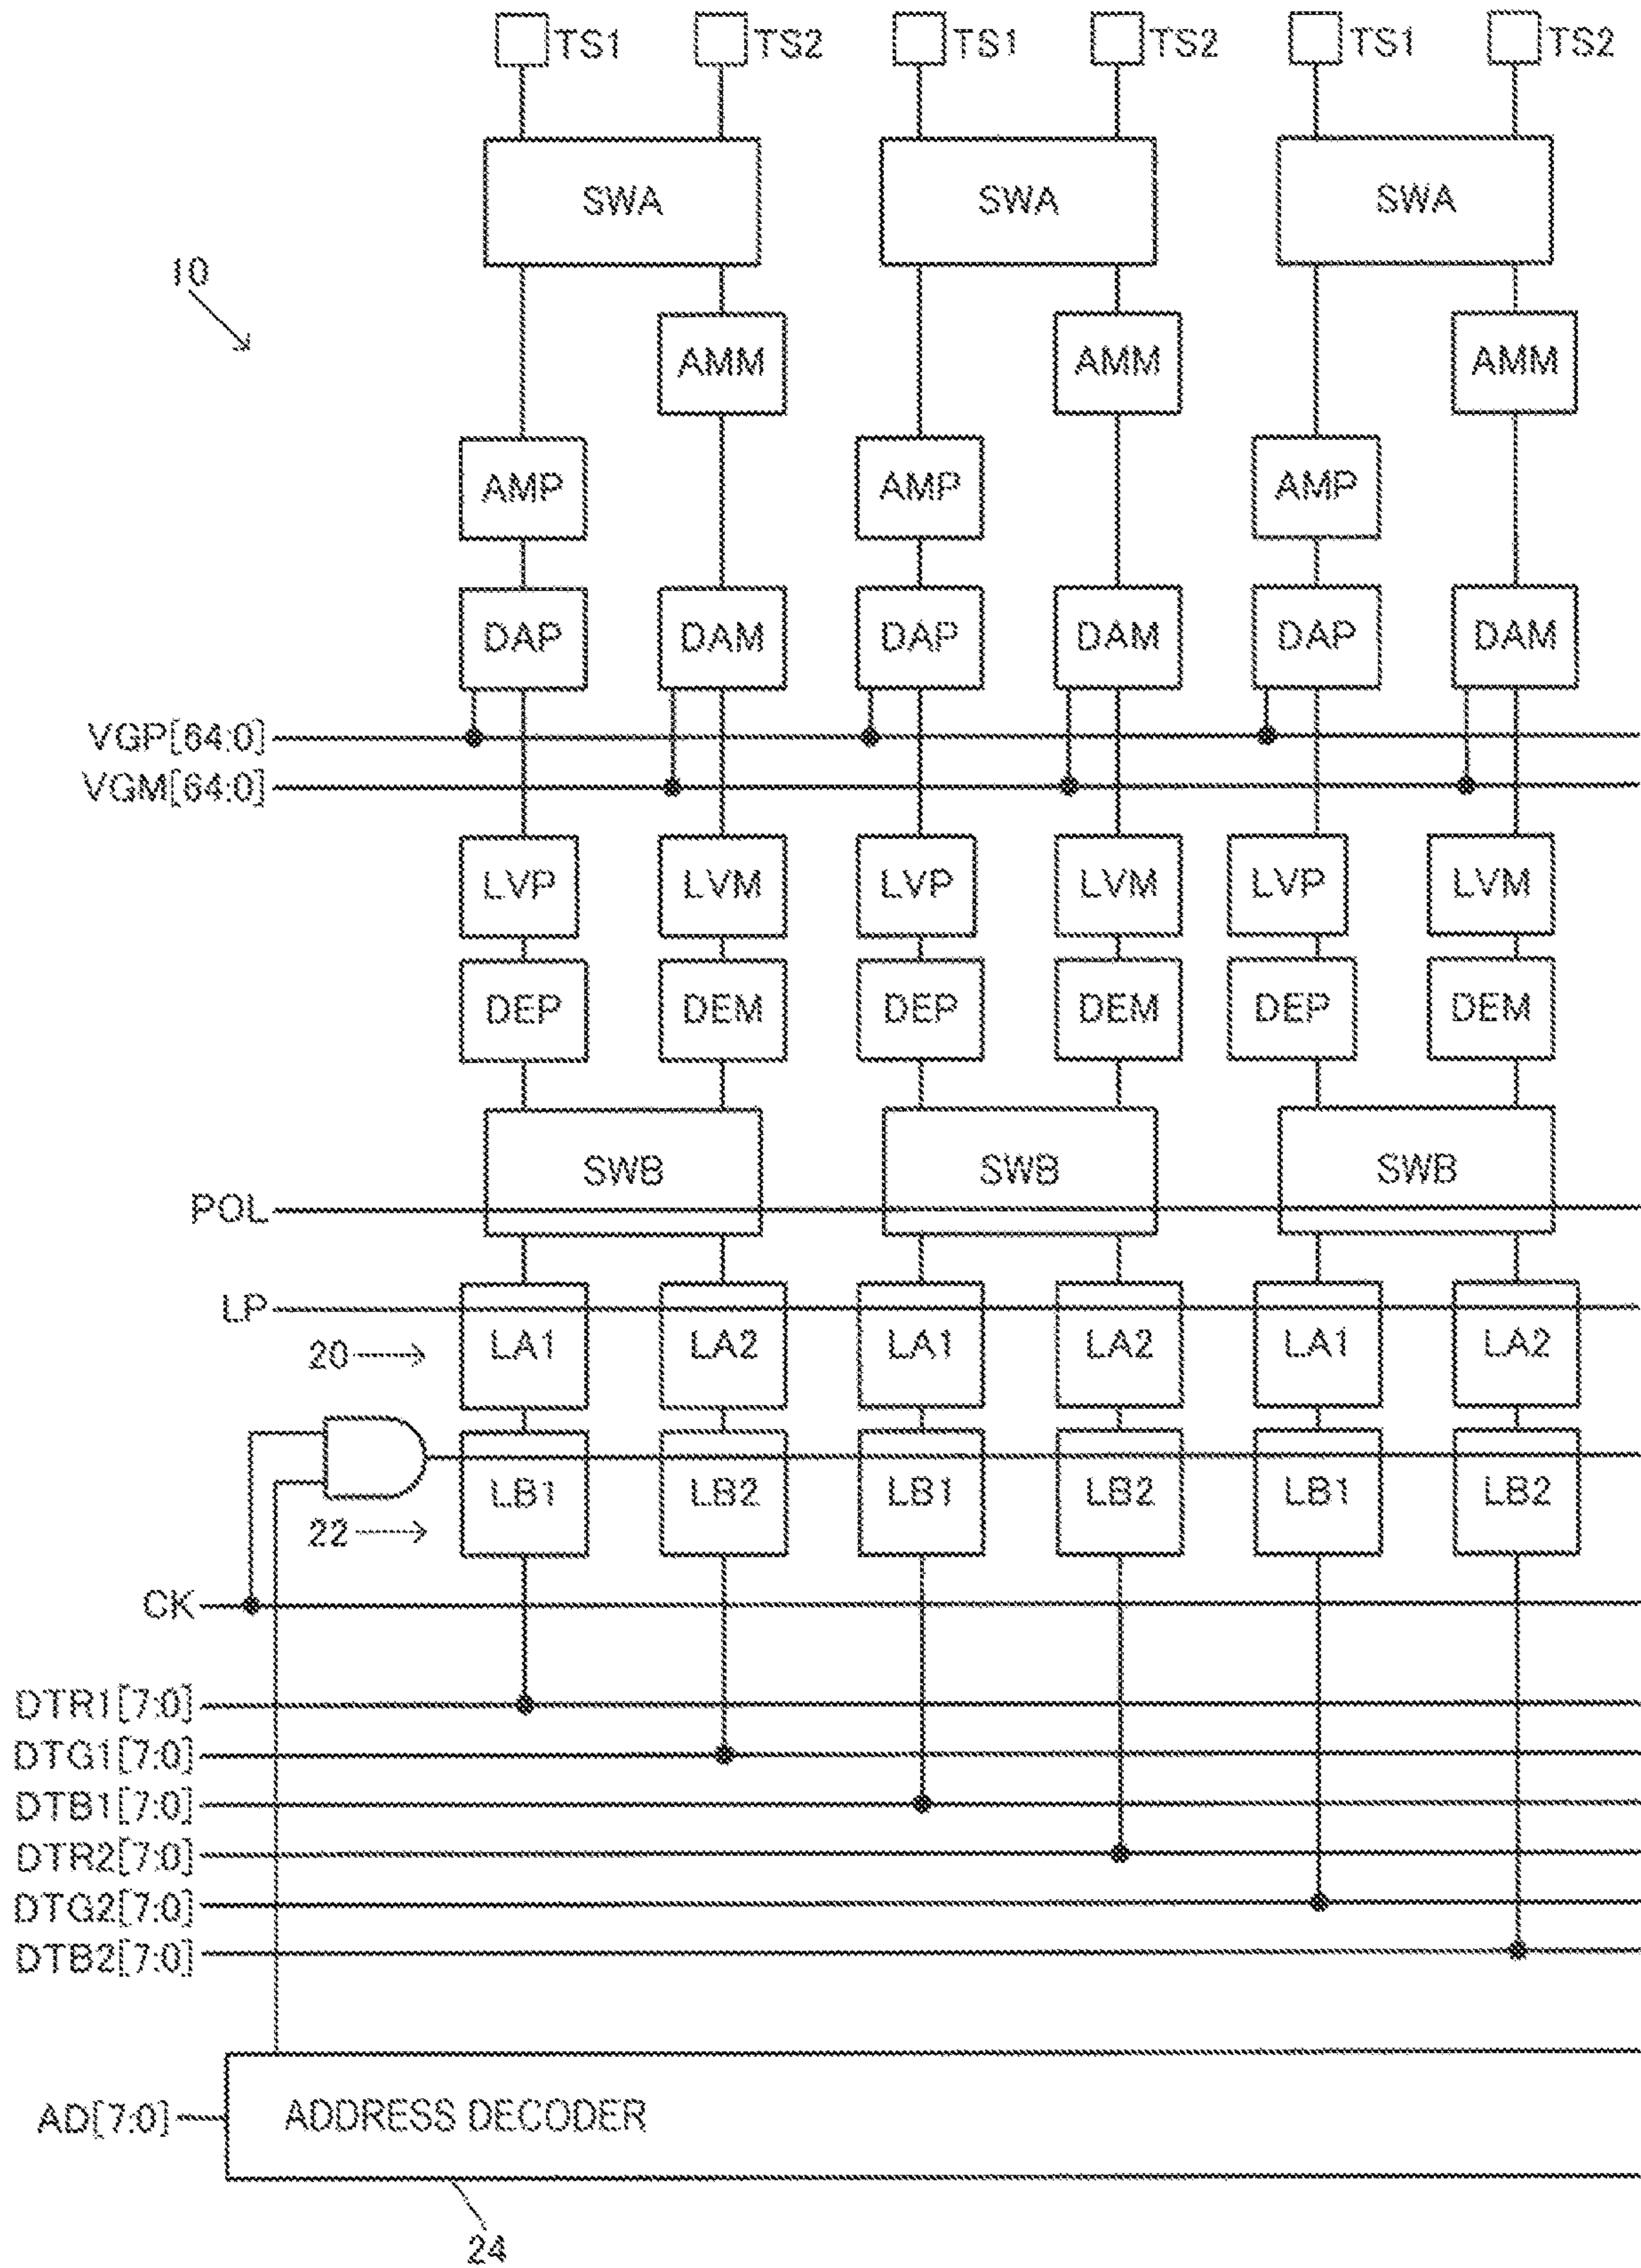 TS1 TS2 TS1 TS2 TS1 TS2
SWA SWA SWA
10
AMM AMM AMM
AMP AMP AMP
DAP DAM DAP DAM DAP DAM
VGP[64:0]
VGM[64:0]
LVP LVM LVP LVM LVP LVM
DEP DEM DEP DEM DEP DEM
SWB SWB SWB
POL
LP
20 LA1 LA2 LA1 LA2 LA1 LA2
LB1 LB2 LB1 LB2 LB1 LB2
22
CK
DTR1[7:0]
DTG1[7:0]
DTB1[7:0]
DTR2[7:0]
DTG2[7:0]
DTB2[7:0]
AD[7:0] ADDRESS DECODER
24